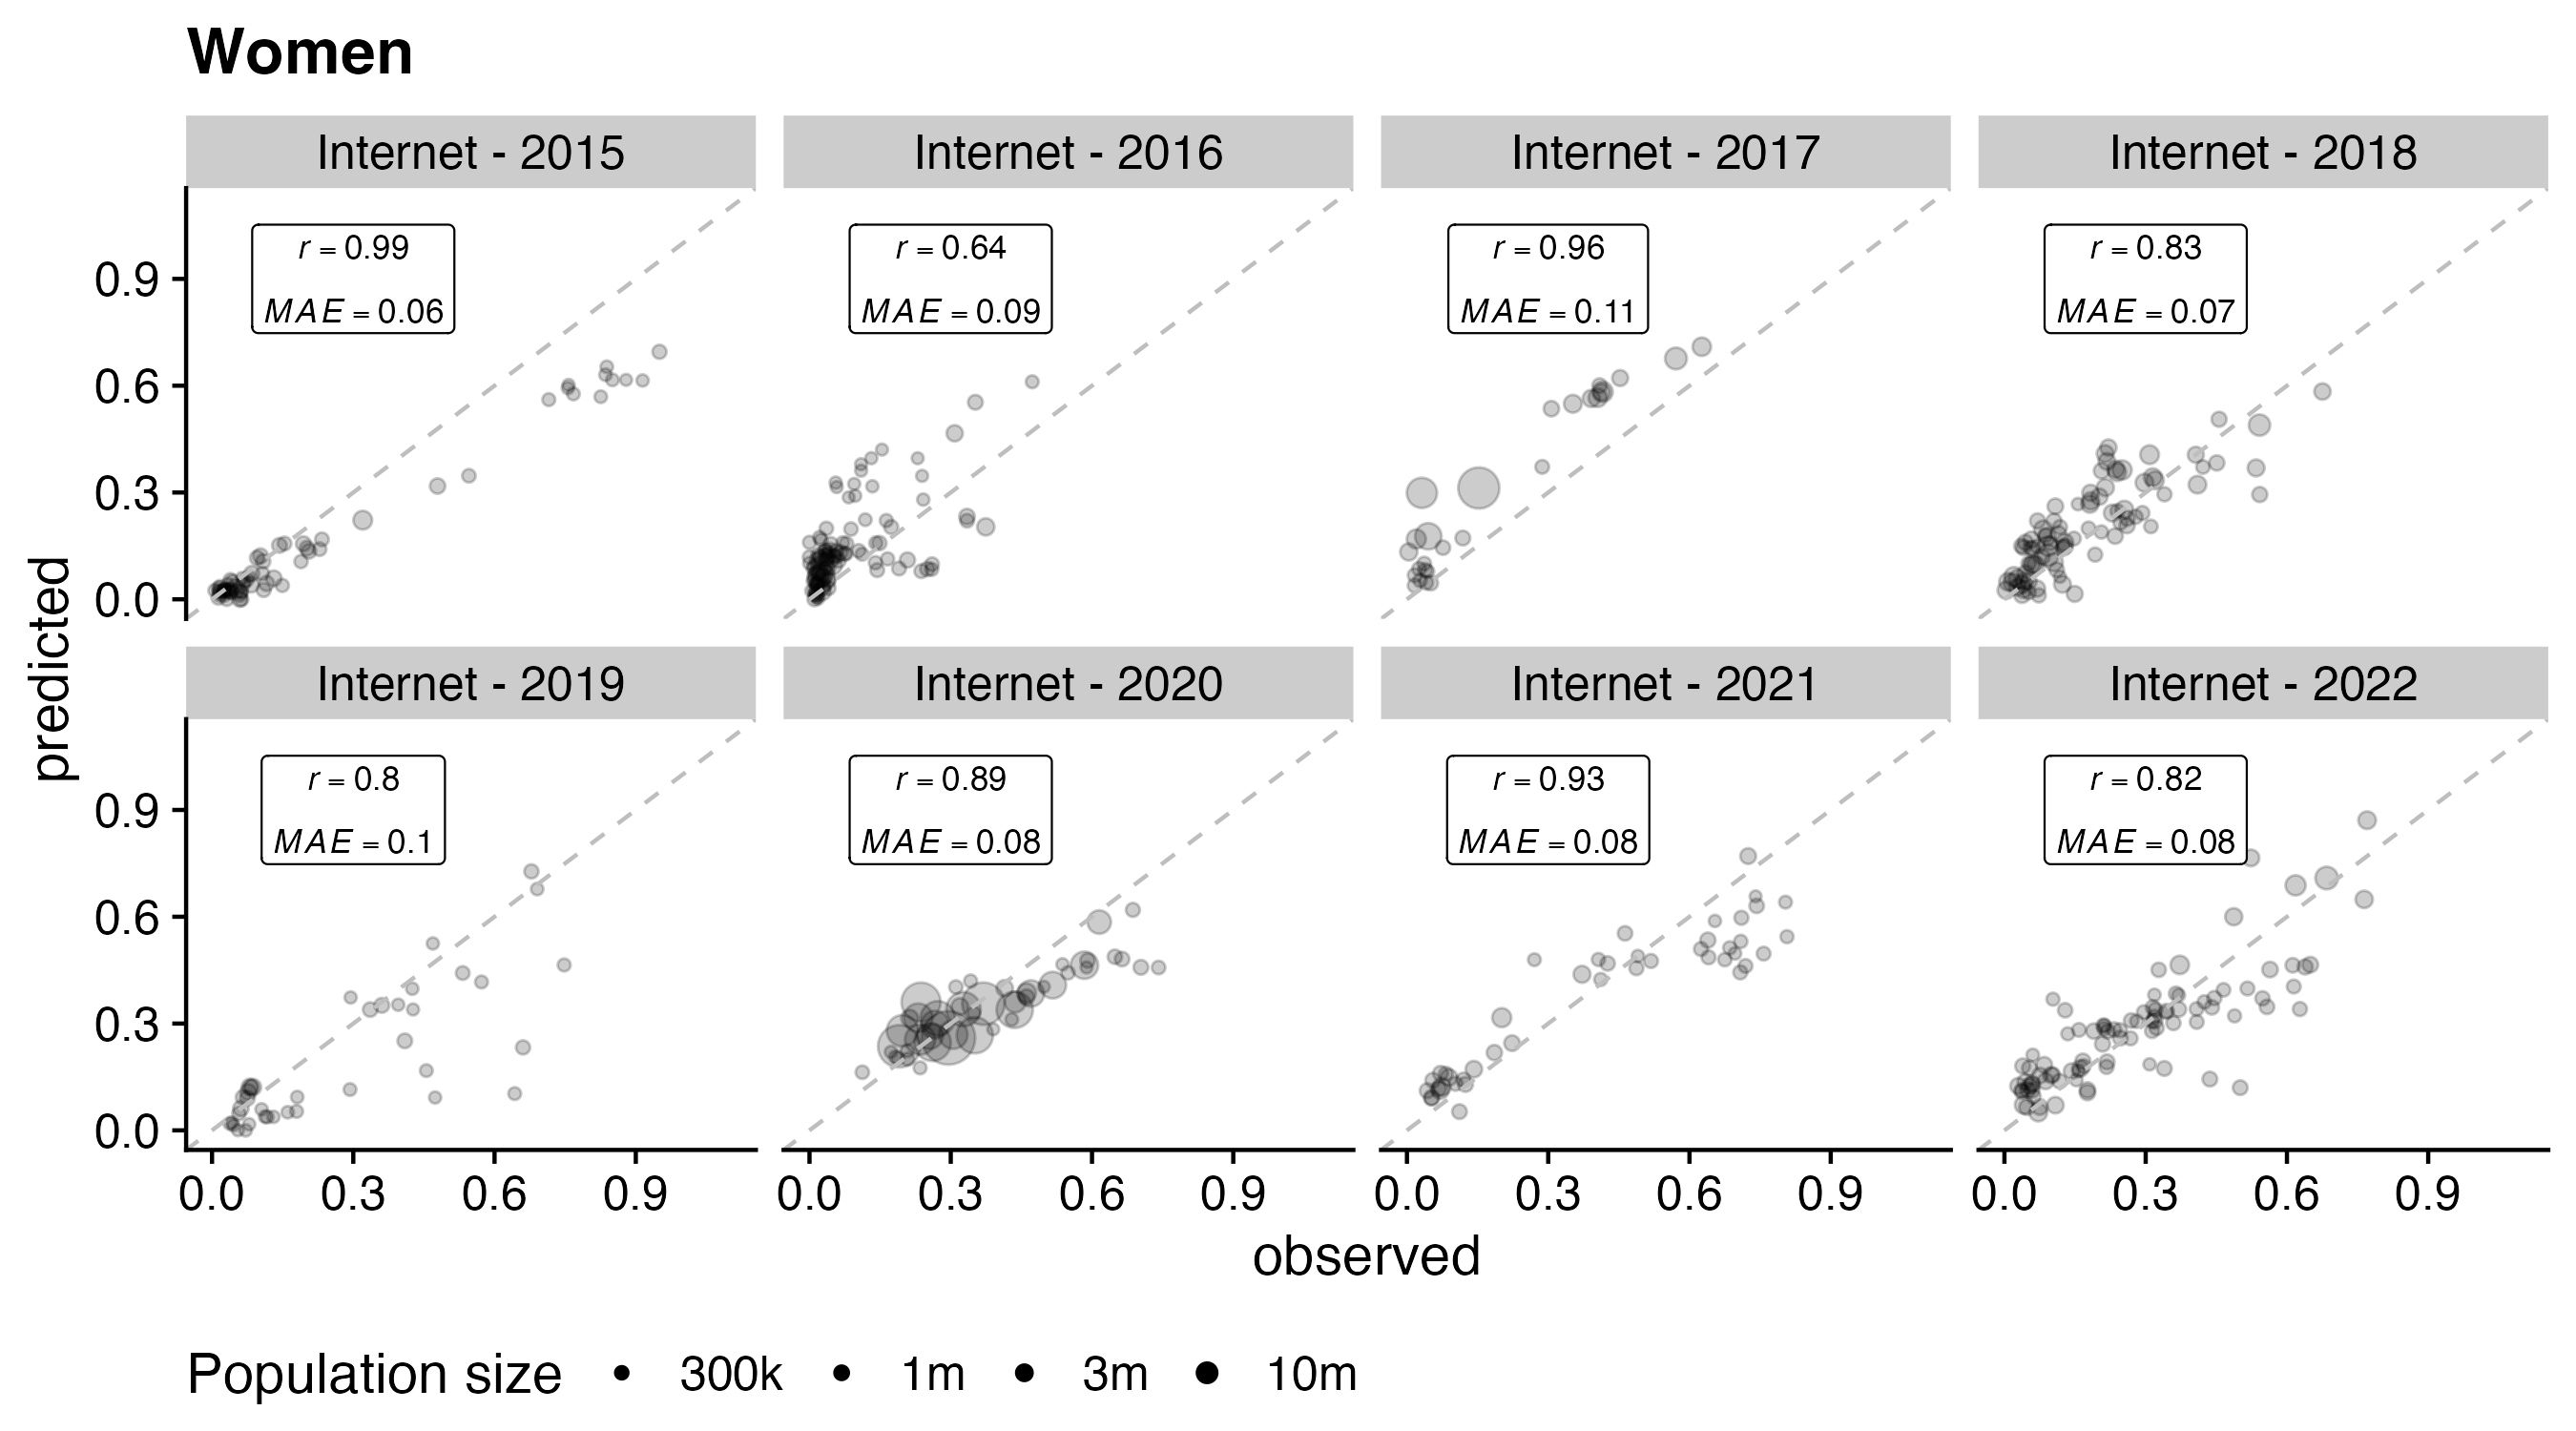 Women
Internet - 2015
Internet - 2016
Internet - 2017
Internet - 2018
r = 0.99
MAE = 0.06
r = 0.64
MAE = 0.09
r = 0.96
MAE = 0.11
r = 0.83
MAE = 0.07
0.9
0.6
0.3
0.0
predicted
Internet - 2019
Internet - 2020
Internet - 2021
Internet - 2022
r = 0.8
MAE = 0.1
r = 0.89
MAE = 0.08
r = 0.93
MAE = 0.08
r = 0.82
MAE = 0.08
0.9
0.6
0.3
0.0
0.0 0.3 0.6 0.9
0.0 0.3 0.6 0.9
0.0 0.3 0.6 0.9
0.0 0.3 0.6 0.9
observed
Population size 300k 1m 3m 10m